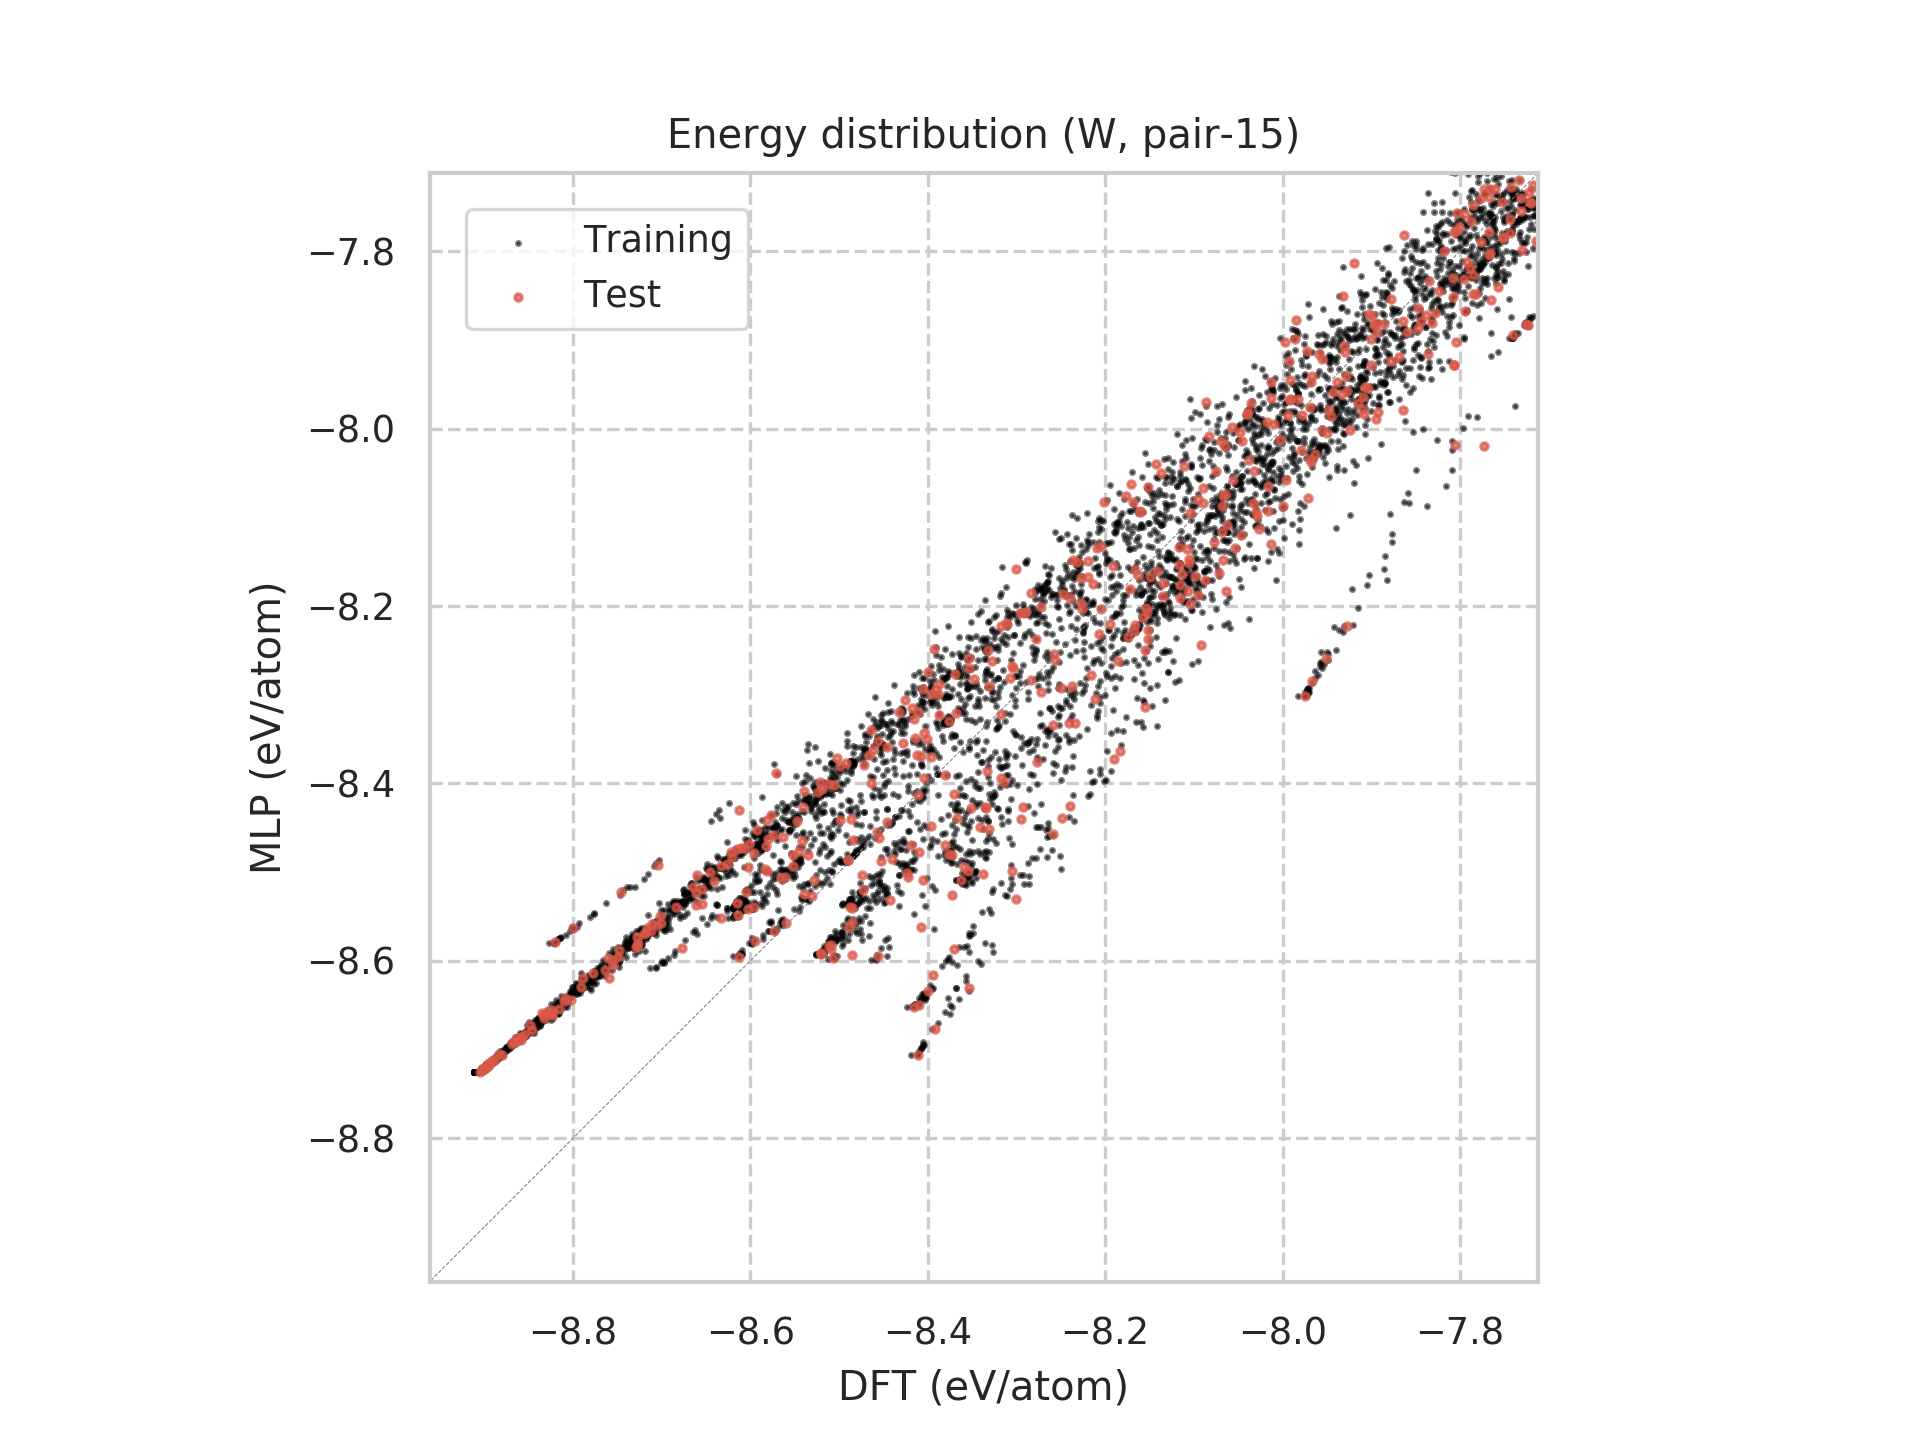 Energy distribution (W, pair-15)
Training
Test
MLP (eV/atom)
−7.8
−8.0
−8.2
−8.4
−8.6
−8.8
−8.8
−8.6
−8.4
−8.2
−8.0
−7.8
DFT (eV/atom)